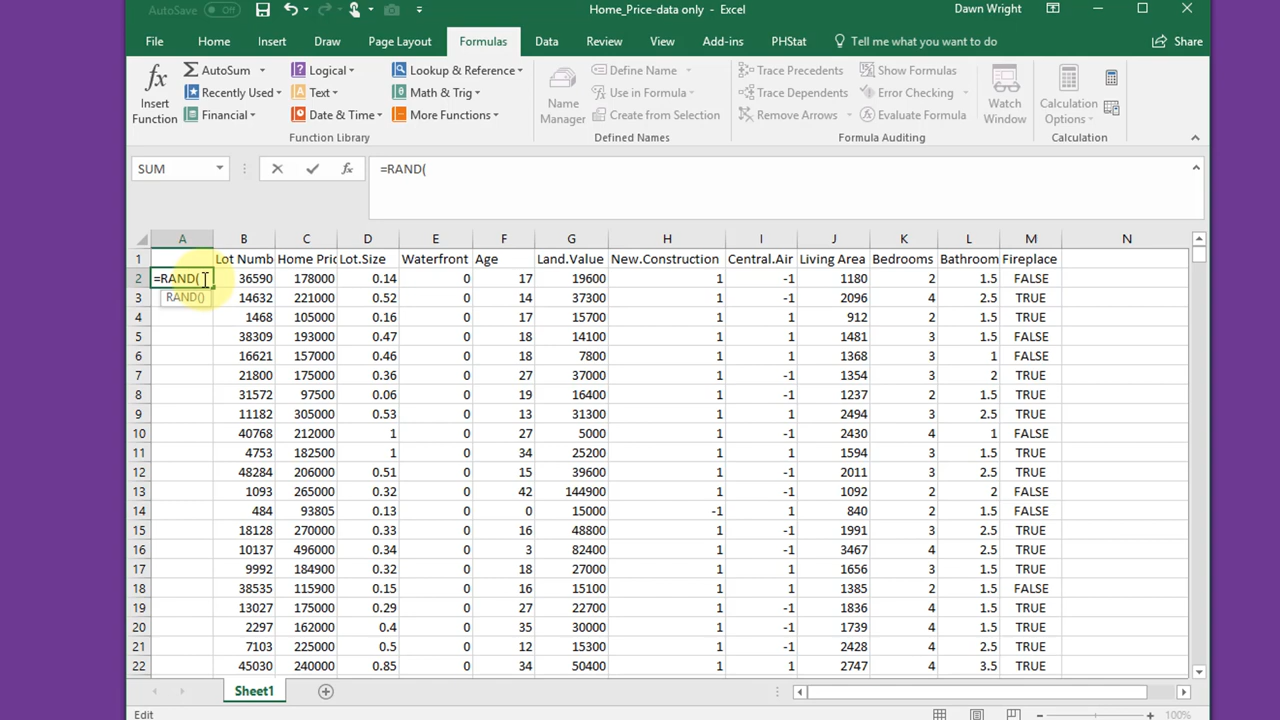 AutoSave Off Home_Price-data only - Excel Dawn Wright
File Home Insert Draw Page Layout Formulas Data Review View Add-ins PHStat Tell me what you want to do Share
fx Insert Function
AutoSum
Recently Used
Financial
Logical
Text
Date & Time
Lookup & Reference
Math & Trig
More Functions
Function Library
Name Manager
Define Name
Use in Formula
Create from Selection
Defined Names
Trace Precedents
Trace Dependents
Remove Arrows
Show Formulas
Error Checking
Evaluate Formula
Formula Auditing
Watch Window
Calculation Options
Calculation
SUM fx =RAND(
A B C D E F G H I J K L M N
1 Lot Numb Home Pric Lot.Size Waterfront Age Land.Value New.Construction Central.Air Living Area Bedrooms Bathroom Fireplace
2 =RAND( 36590 178000 0.14 0 17 19600 1 -1 1180 2 1.5 FALSE
3 RAND() 14632 221000 0.52 0 14 37300 1 -1 2096 4 2.5 TRUE
4 1468 105000 0.16 0 17 15700 1 1 912 2 1.5 TRUE
5 38309 193000 0.47 0 18 14100 1 1 1481 3 1.5 FALSE
6 16621 157000 0.46 0 18 7800 1 1 1368 3 1 FALSE
7 21800 175000 0.36 0 27 37000 1 -1 1354 3 2 TRUE
8 31572 97500 0.06 0 19 16400 1 -1 1237 2 1.5 TRUE
9 11182 305000 0.53 0 13 31300 1 -1 2494 3 2.5 TRUE
10 40768 212000 1 0 27 5000 1 -1 2430 4 1 FALSE
11 4753 182500 1 0 34 25200 1 -1 1594 3 1.5 TRUE
12 48284 206000 0.51 0 15 39600 1 -1 2011 3 2.5 TRUE
13 1093 265000 0.32 0 42 144900 1 -1 1092 2 2 FALSE
14 484 93805 0.13 0 0 15000 -1 1 840 2 1.5 FALSE
15 18128 270000 0.33 0 16 48800 1 -1 1991 3 2.5 TRUE
16 10137 496000 0.34 0 3 82400 1 -1 3467 4 2.5 TRUE
17 9992 184900 0.32 0 18 27000 1 -1 1656 3 1.5 TRUE
18 38535 115900 0.15 0 16 15100 1 -1 1385 2 1.5 FALSE
19 13027 175000 0.29 0 27 22700 1 -1 1836 4 1.5 TRUE
20 2297 162000 0.4 0 35 30000 1 -1 1739 4 1.5 TRUE
21 7103 225000 0.5 0 12 15300 1 -1 2428 4 2.5 TRUE
22 45030 240000 0.85 0 34 50400 1 1 2747 4 3.5 TRUE
Sheet1
Edit 100%